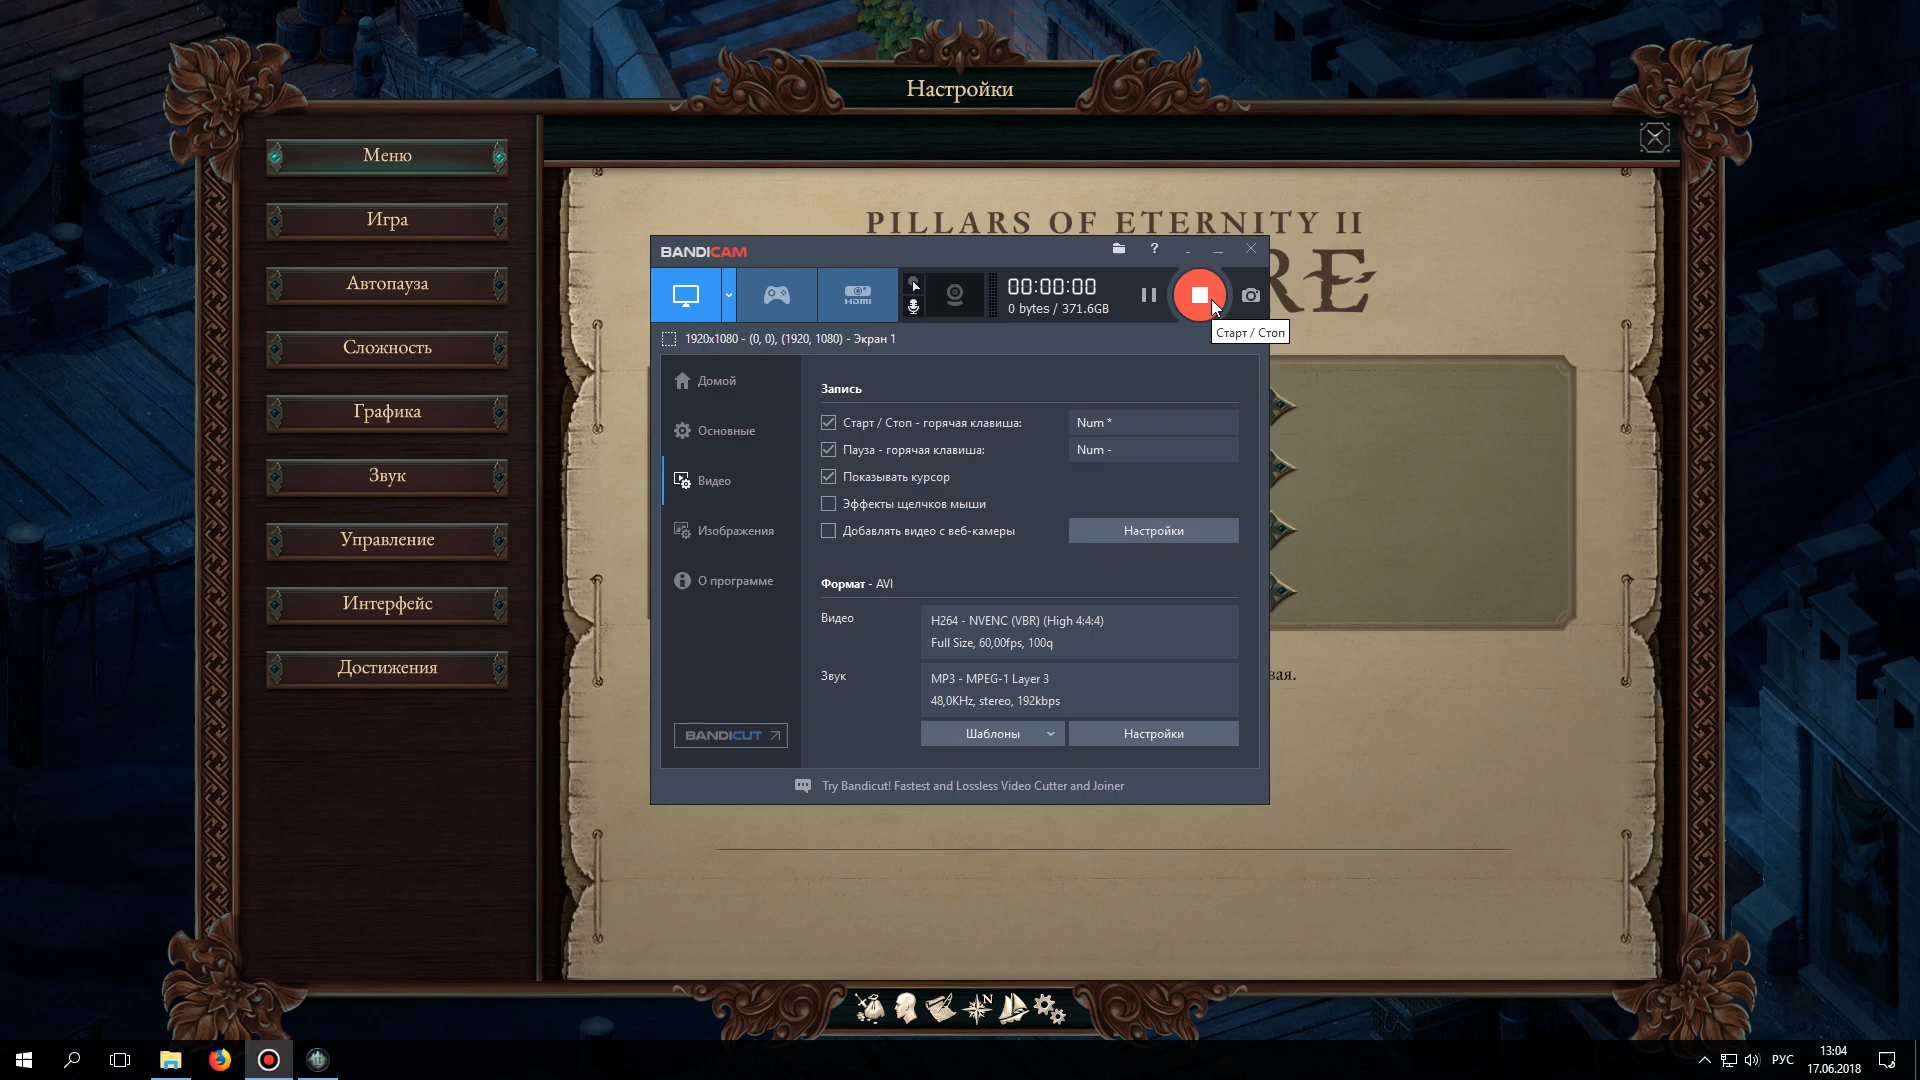 Настройки
Меню
Игра
Автопауза
Сложность
Графика
Звук
Управление
Интерфейс
Достижения
PILLARS OF ETERNITY II
RE
вая.
BANDICAM
?
HDMI
00:00:00
0 bytes / 371.6GB
Старт / Стоп
1920x1080 - (0, 0), (1920, 1080) - Экран 1
Домой
Основные
Видео
Изображения
О программе
BANDICUT
Запись
Старт / Стоп - горячая клавиша: Num *
Пауза - горячая клавиша: Num -
Показывать курсор
Эффекты щелчков мыши
Добавлять видео с веб-камеры Настройки
Формат - AVI
Видео
H264 - NVENC (VBR) (High 4:4:4)
Full Size, 60,00fps, 100q
Звук
MP3 - MPEG-1 Layer 3
48,0KHz, stereo, 192kbps
Шаблоны Настройки
Try Bandicut! Fastest and Lossless Video Cutter and Joiner
N
РУС
13:04
17.06.2018